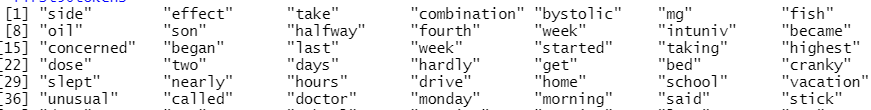 [1] "side" "effect" "take" "combination" "bystolic" "mg" "fish"
[8] "oil" "son" "halfway" "fourth" "week" "intuniv" "became"
[15] "concerned" "began" "last" "week" "started" "taking" "highest"
[22] "dose" "two" "days" "hardly" "get" "bed" "cranky"
[29] "slept" "nearly" "hours" "drive" "home" "school" "vacation"
[36] "unusual" "called" "doctor" "monday" "morning" "said" "stick"